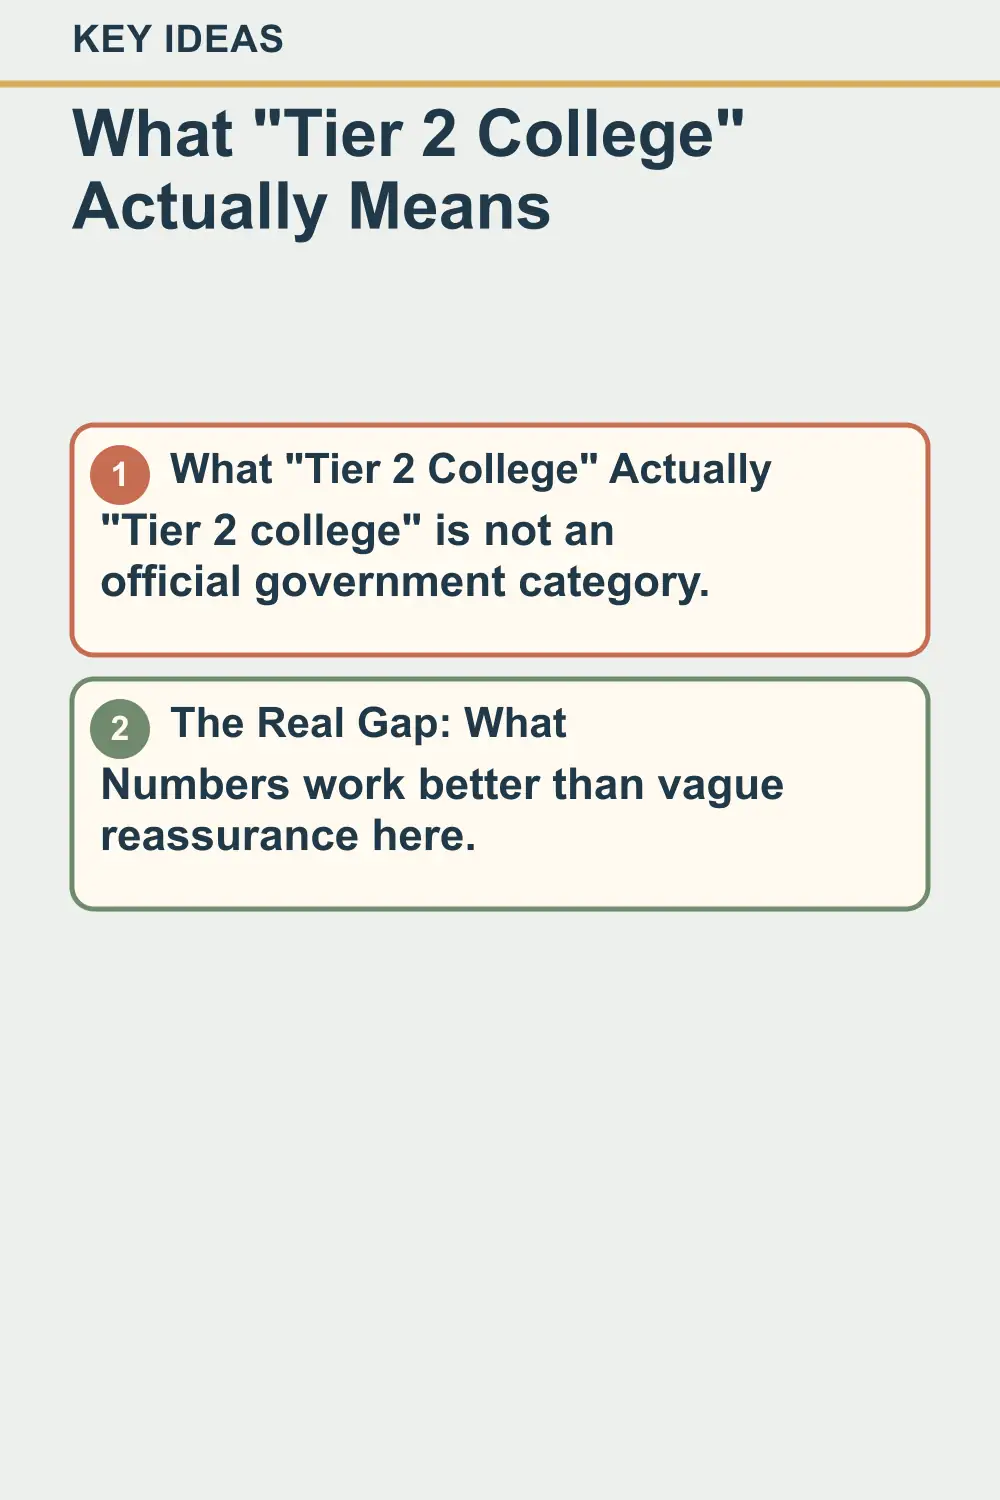 KEY IDEAS
What "Tier 2 College"
Actually Means
1 What "Tier 2 College" Actually
"Tier 2 college" is not an
official government category.
2 The Real Gap: What
Numbers work better than vague
reassurance here.